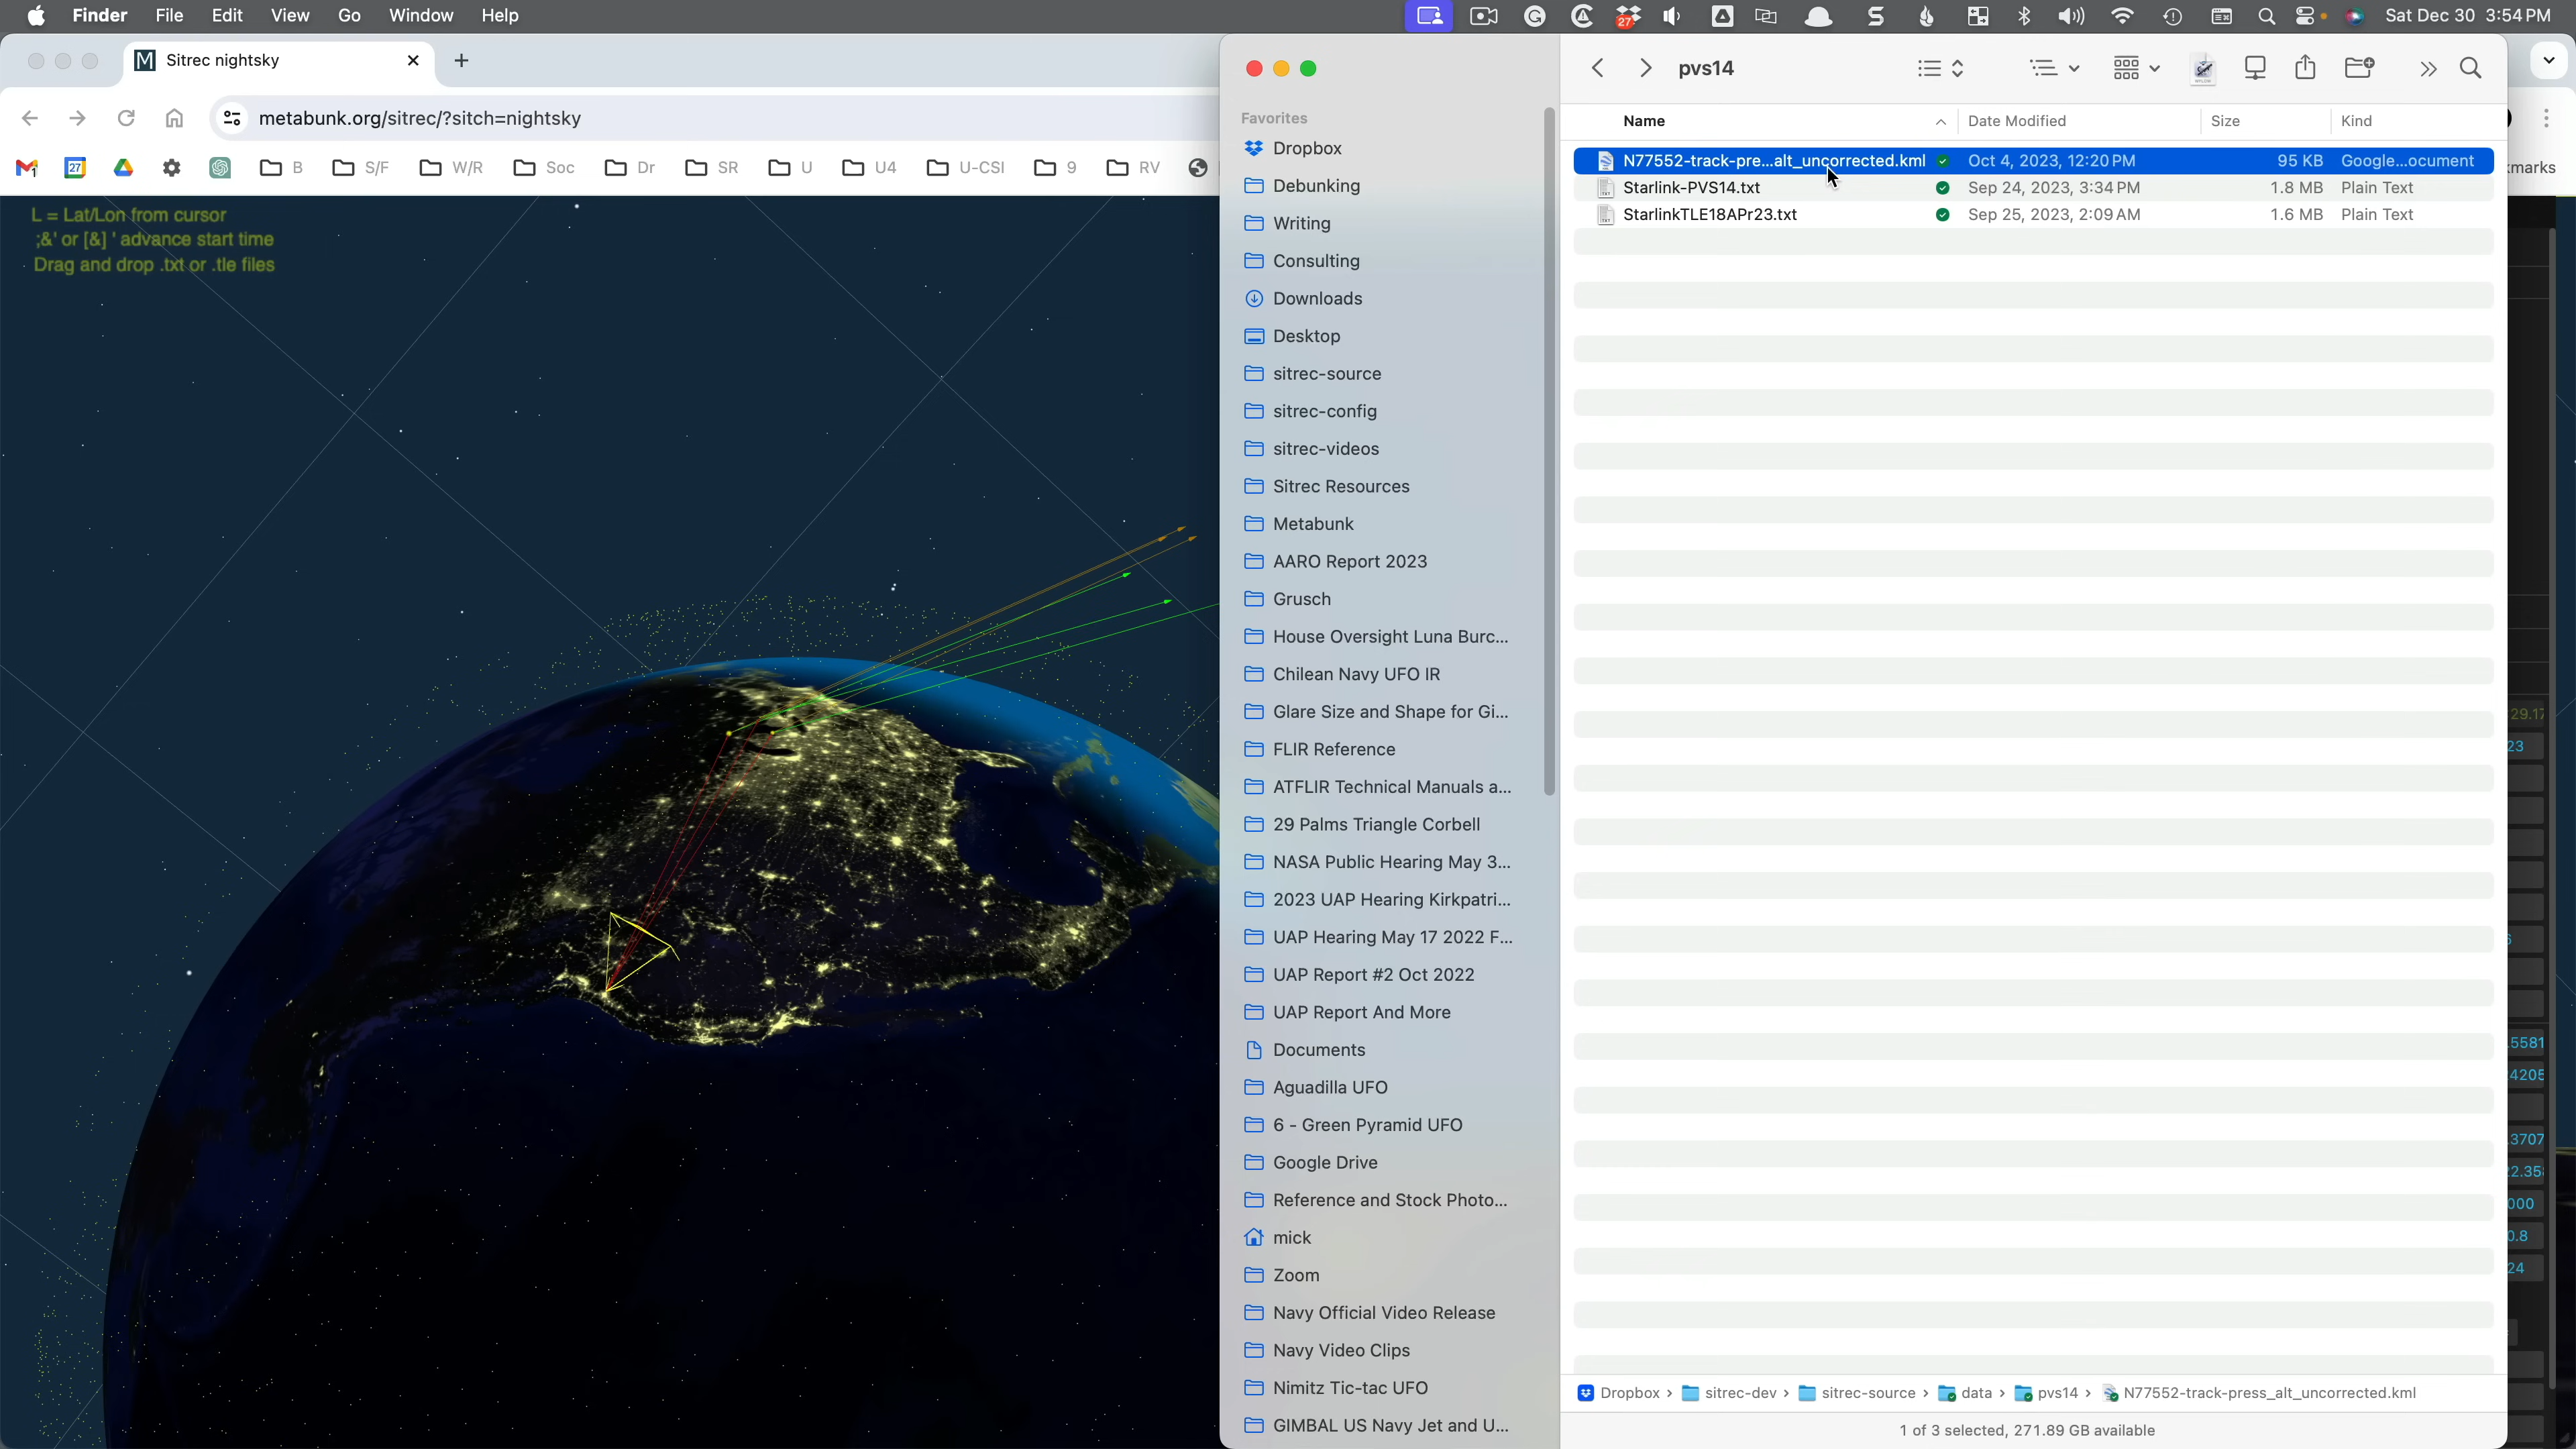 Finder File Edit View Go Window Help
27
Sat Dec 30 3:54 PM
Sitrec nightsky
metabunk.org/sitrec/?sitch=nightsky
27 B S/F W/R Soc Dr SR U U4 U-CSI 9 RV
L = Lat/Lon from cursor
;&' or [&] ' advance start time
Drag and drop .txt or .tle files
Favorites
Dropbox
Debunking
Writing
Consulting
Downloads
Desktop
sitrec-source
sitrec-config
sitrec-videos
Sitrec Resources
Metabunk
AARO Report 2023
Grusch
House Oversight Luna Burc...
Chilean Navy UFO IR
Glare Size and Shape for Gi...
FLIR Reference
ATFLIR Technical Manuals a...
29 Palms Triangle Corbell
NASA Public Hearing May 3...
2023 UAP Hearing Kirkpatri...
UAP Hearing May 17 2022 F...
UAP Report #2 Oct 2022
UAP Report And More
Documents
Aguadilla UFO
6 - Green Pyramid UFO
Google Drive
Reference and Stock Photo...
mick
Zoom
Navy Official Video Release
Navy Video Clips
Nimitz Tic-tac UFO
GIMBAL US Navy Jet and U...
pvs14
Name Date Modified Size Kind
N77552-track-pre...alt_uncorrected.kml Oct 4, 2023, 12:20 PM 95 KB Google...ocument
Starlink-PVS14.txt Sep 24, 2023, 3:34 PM 1.8 MB Plain Text
StarlinkTLE18APr23.txt Sep 25, 2023, 2:09 AM 1.6 MB Plain Text
Dropbox › sitrec-dev › sitrec-source › data › pvs14 › N77552-track-press_alt_uncorrected.kml
1 of 3 selected, 271.89 GB available